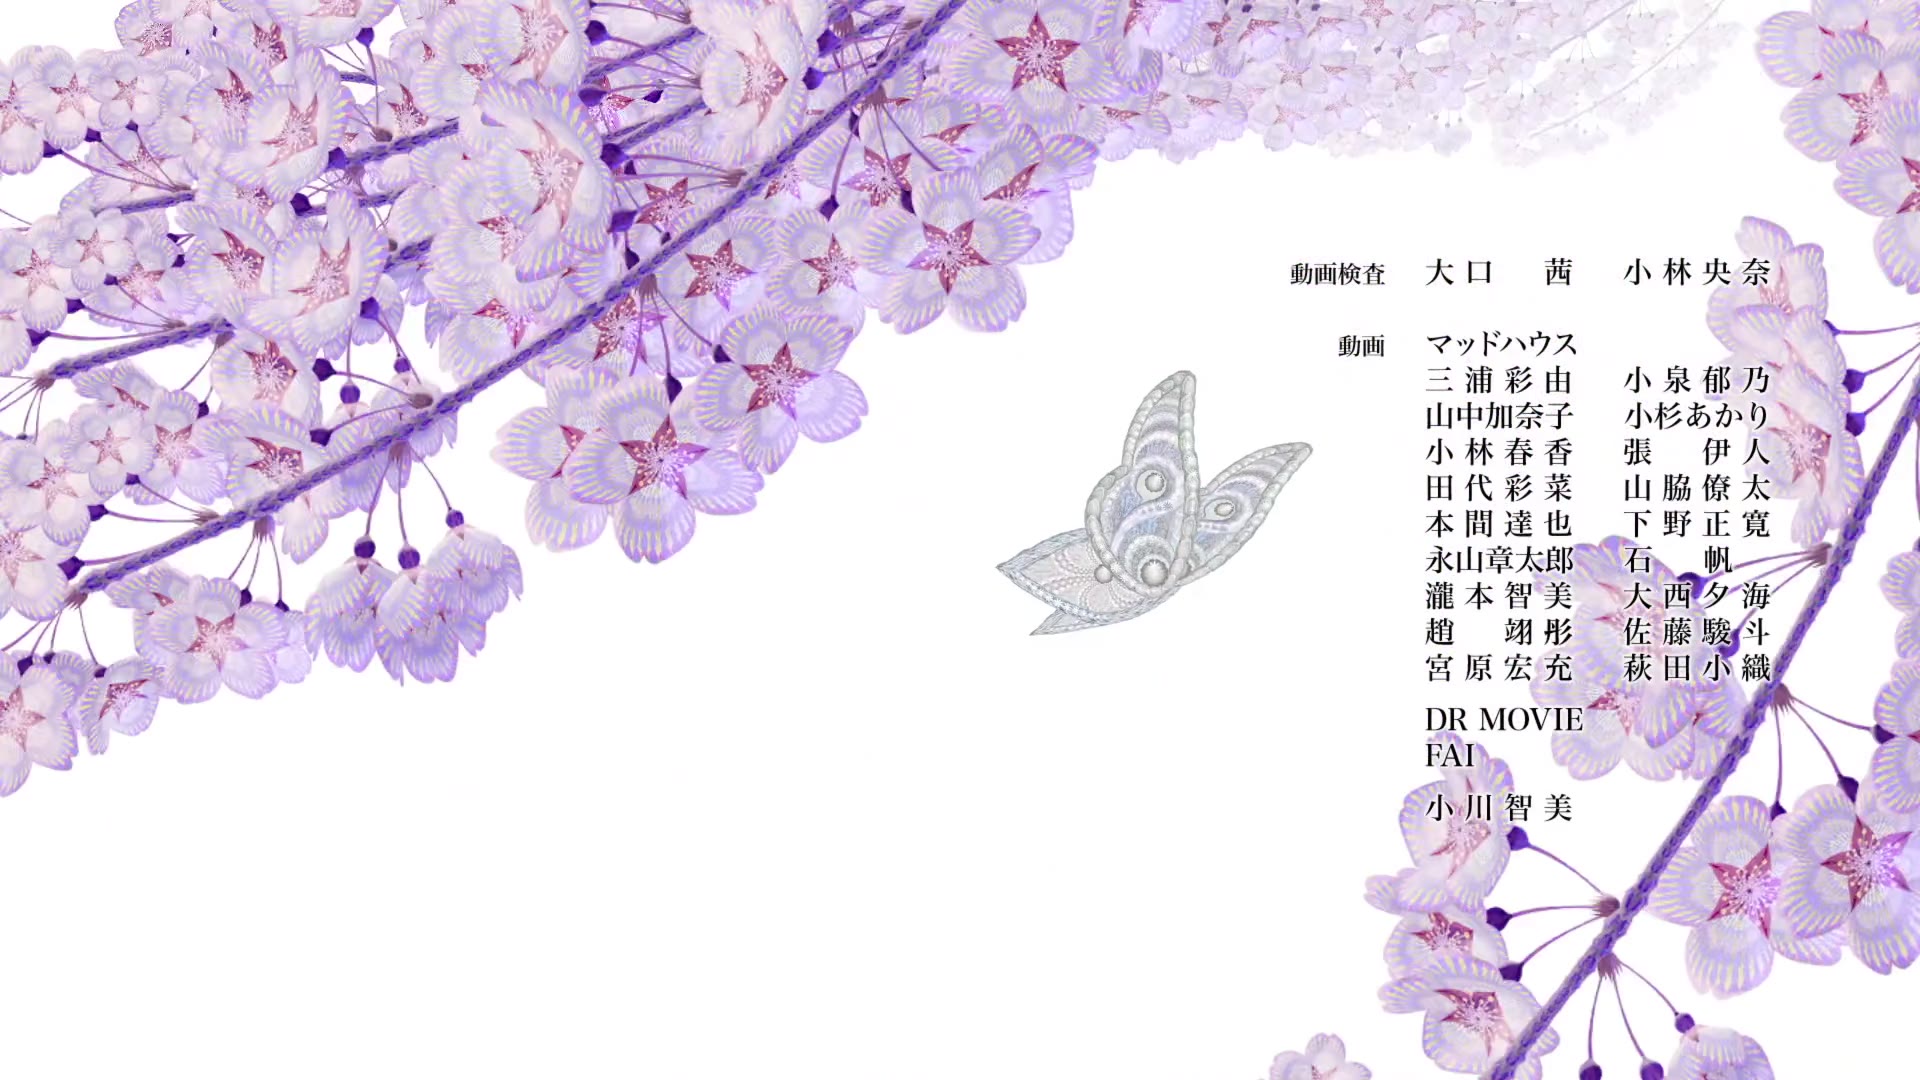 動画検査 大口 茜 小林央奈
動画 マッドハウス
三浦彩由 小泉郁乃
山中加奈子 小杉あかり
小林春香 張 伊人
田代彩菜 山脇僚太
本間達也 下野正寛
永山章太郎 石 帆
瀧本智美 大西夕海
趙 翊彤 佐藤駿斗
宮原宏充 萩田小織
DR MOVIE
FAI
小川智美